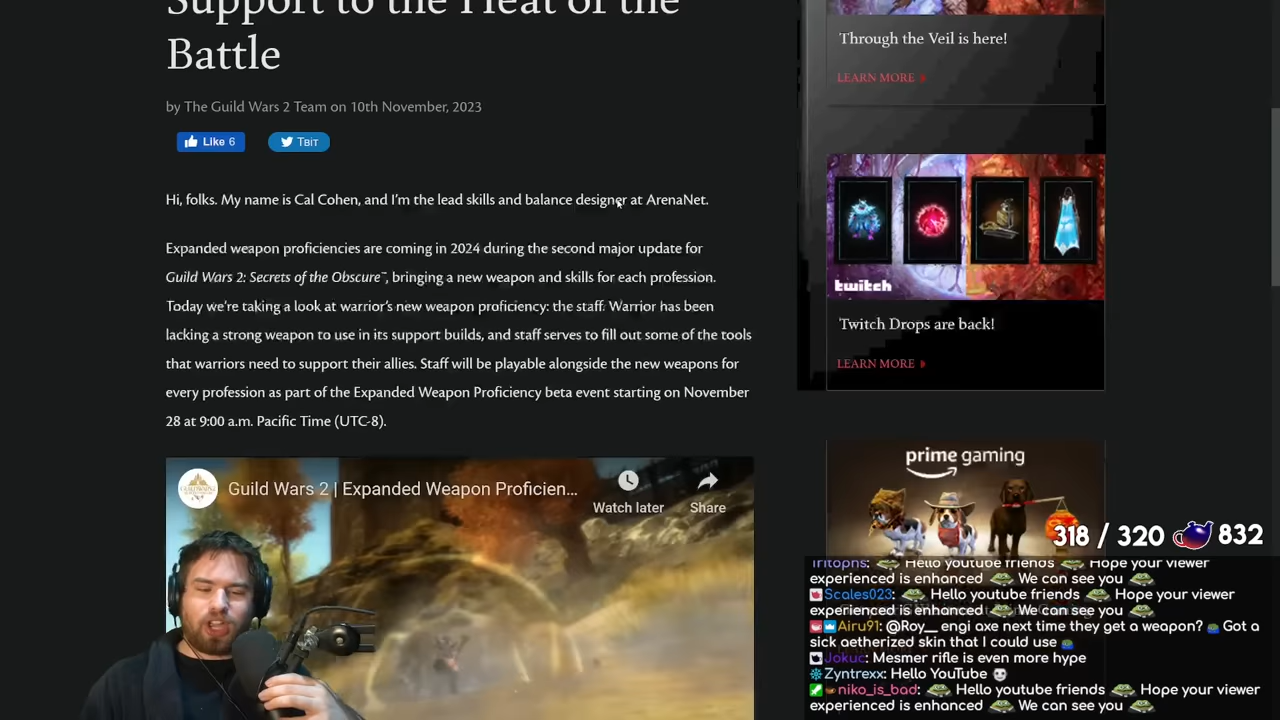 Support to the Heat of the
Battle
by The Guild Wars 2 Team on 10th November, 2023
Like 6
Твіт
Hi, folks. My name is Cal Cohen, and I'm the lead skills and balance designer at ArenaNet.
Expanded weapon proficiencies are coming in 2024 during the second major update for
Guild Wars 2: Secrets of the Obscure™, bringing a new weapon and skills for each profession.
Today we're taking a look at warrior's new weapon proficiency: the staff. Warrior has been
lacking a strong weapon to use in its support builds, and staff serves to fill out some of the tools
that warriors need to support their allies. Staff will be playable alongside the new weapons for
every profession as part of the Expanded Weapon Proficiency beta event starting on November
28 at 9:00 a.m. Pacific Time (UTC-8).
Guild Wars 2 | Expanded Weapon Proficien...
Watch later
Share
Through the Veil is here!
LEARN MORE
twitch
Twitch Drops are back!
LEARN MORE
prime gaming
318 / 320
832
Tritophs: Hello youtube friends Hope your viewer
experienced is enhanced We can see you
Scales023: Hello youtube friends Hope your viewer
experienced is enhanced We can see you
Airu91: @Roy__ engi axe next time they get a weapon? Got a
sick aetherized skin that I could use
Jokuc: Mesmer rifle is even more hype
Zyntrexx: Hello YouTube
niko_is_bad: Hello youtube friends Hope your viewer
experienced is enhanced We can see you